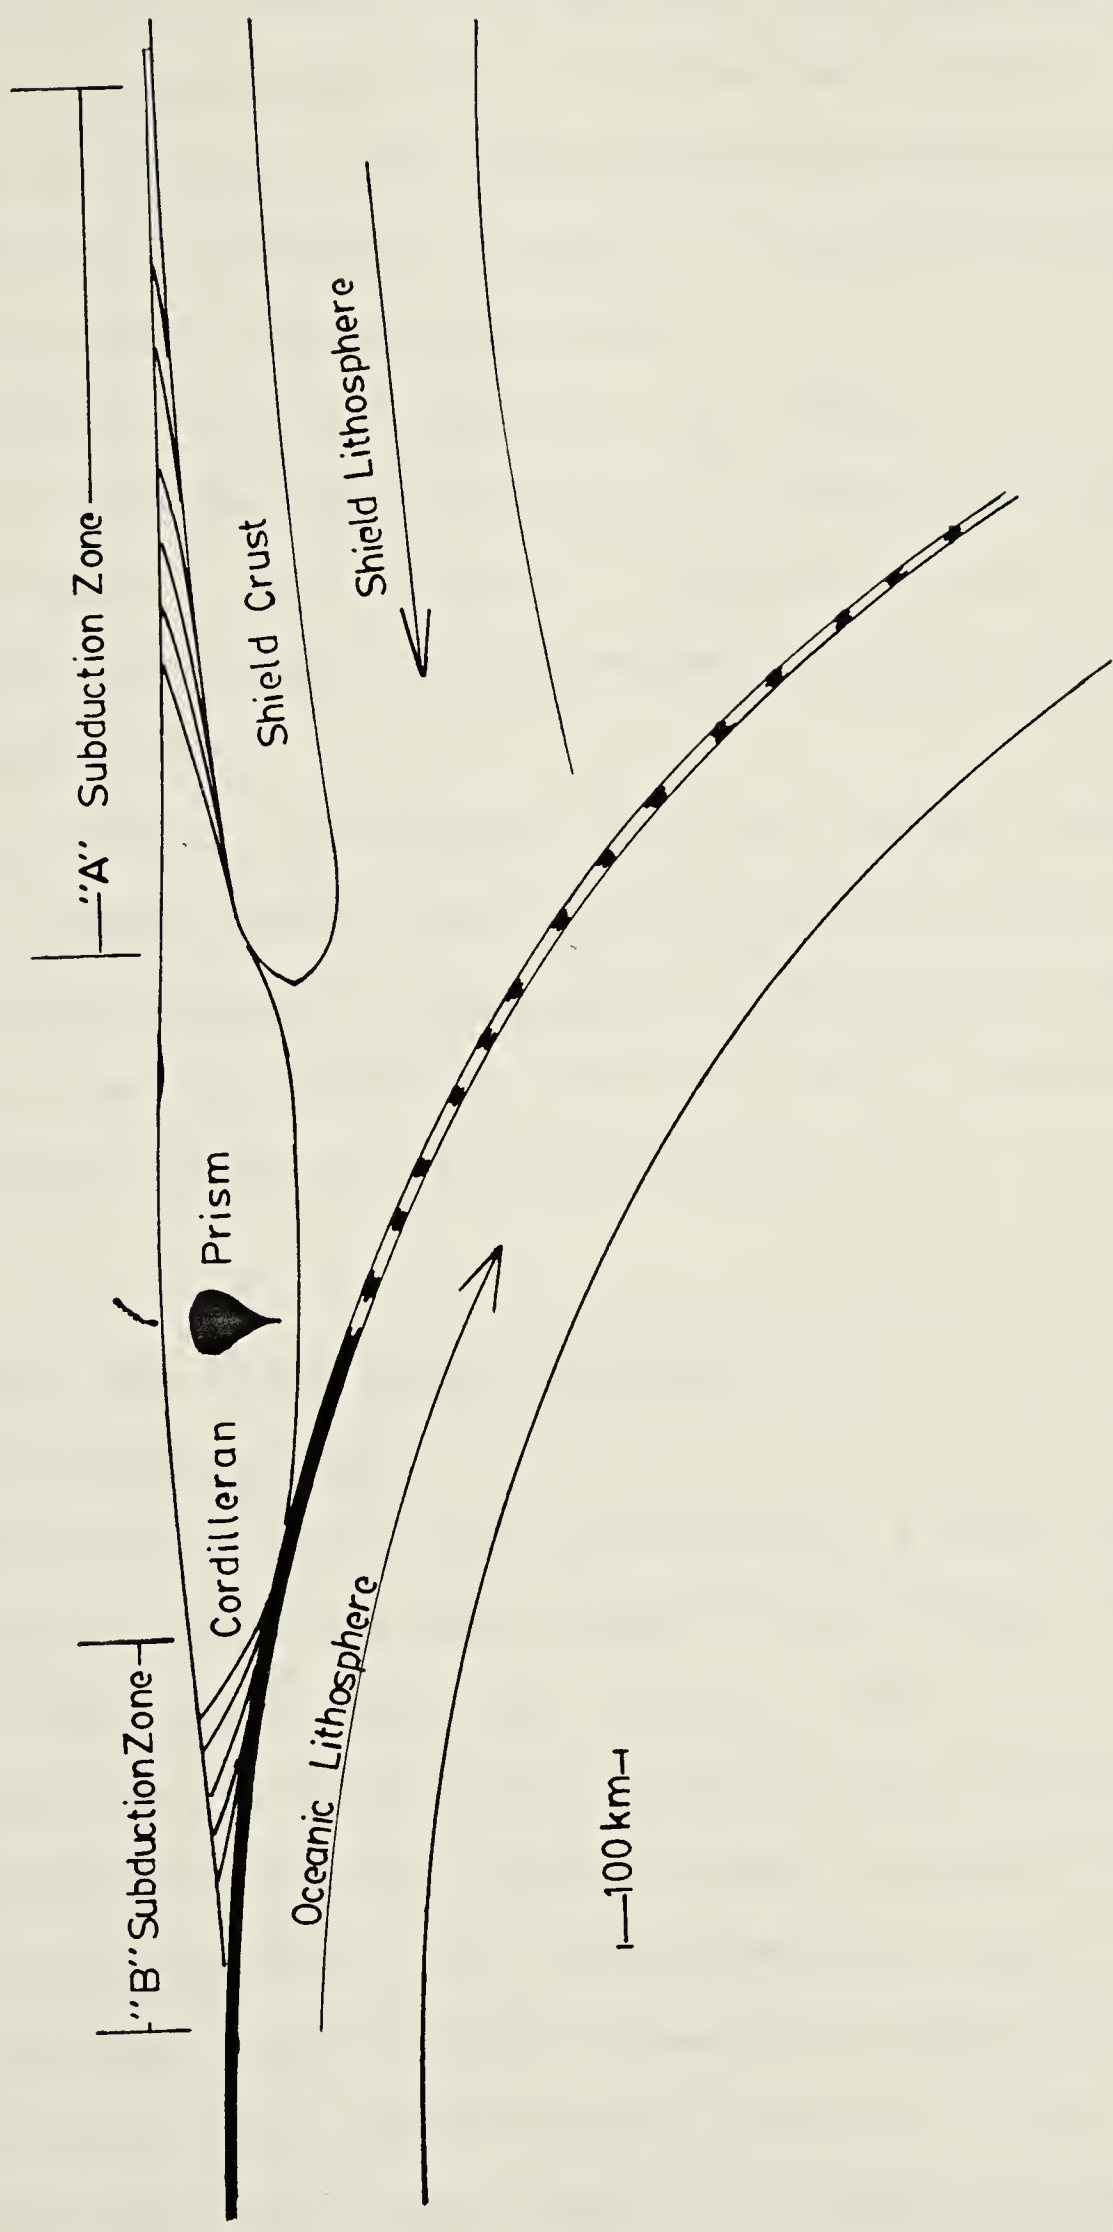 "B" Subduction Zone
"A" Subduction Zone
Cordilleran Prism
Shield Crust
Shield Lithosphere
Oceanic Lithosphere
100 km